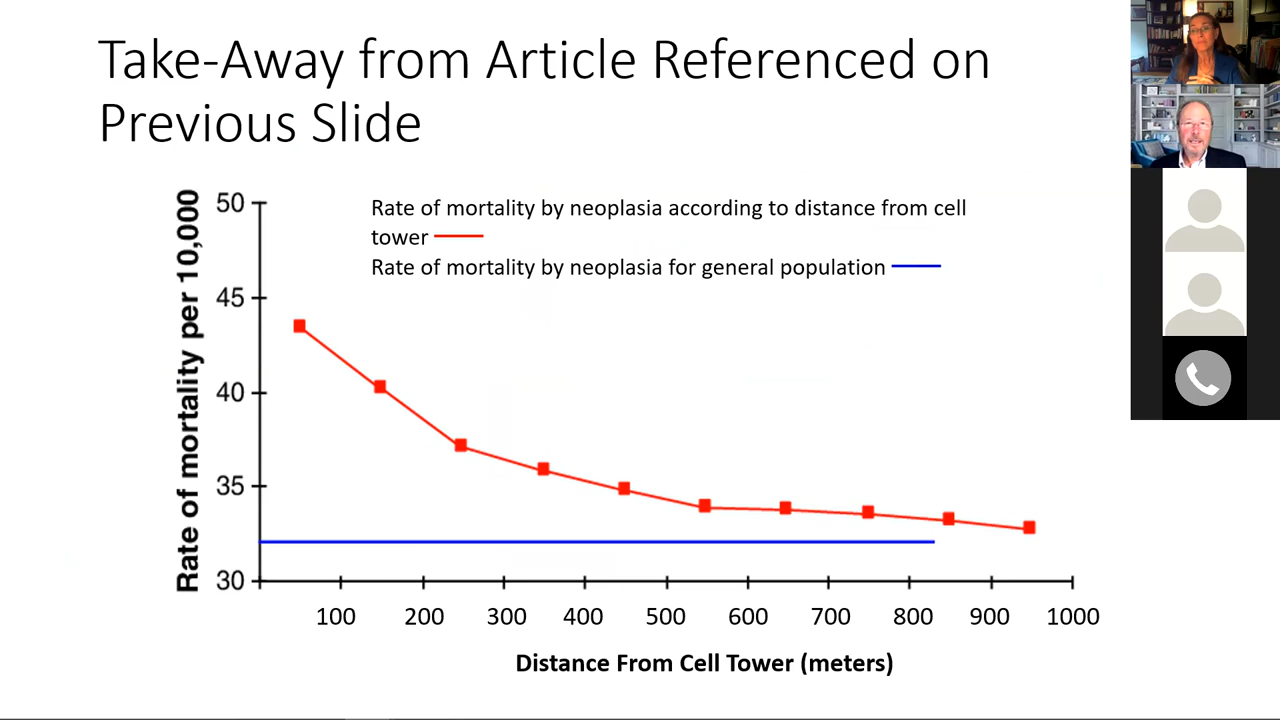 Take-Away from Article Referenced on
Previous Slide
Rate of mortality per 10,000
50
45
40
35
30
Rate of mortality by neoplasia according to distance from cell
tower
Rate of mortality by neoplasia for general population
100 200 300 400 500 600 700 800 900 1000
Distance From Cell Tower (meters)